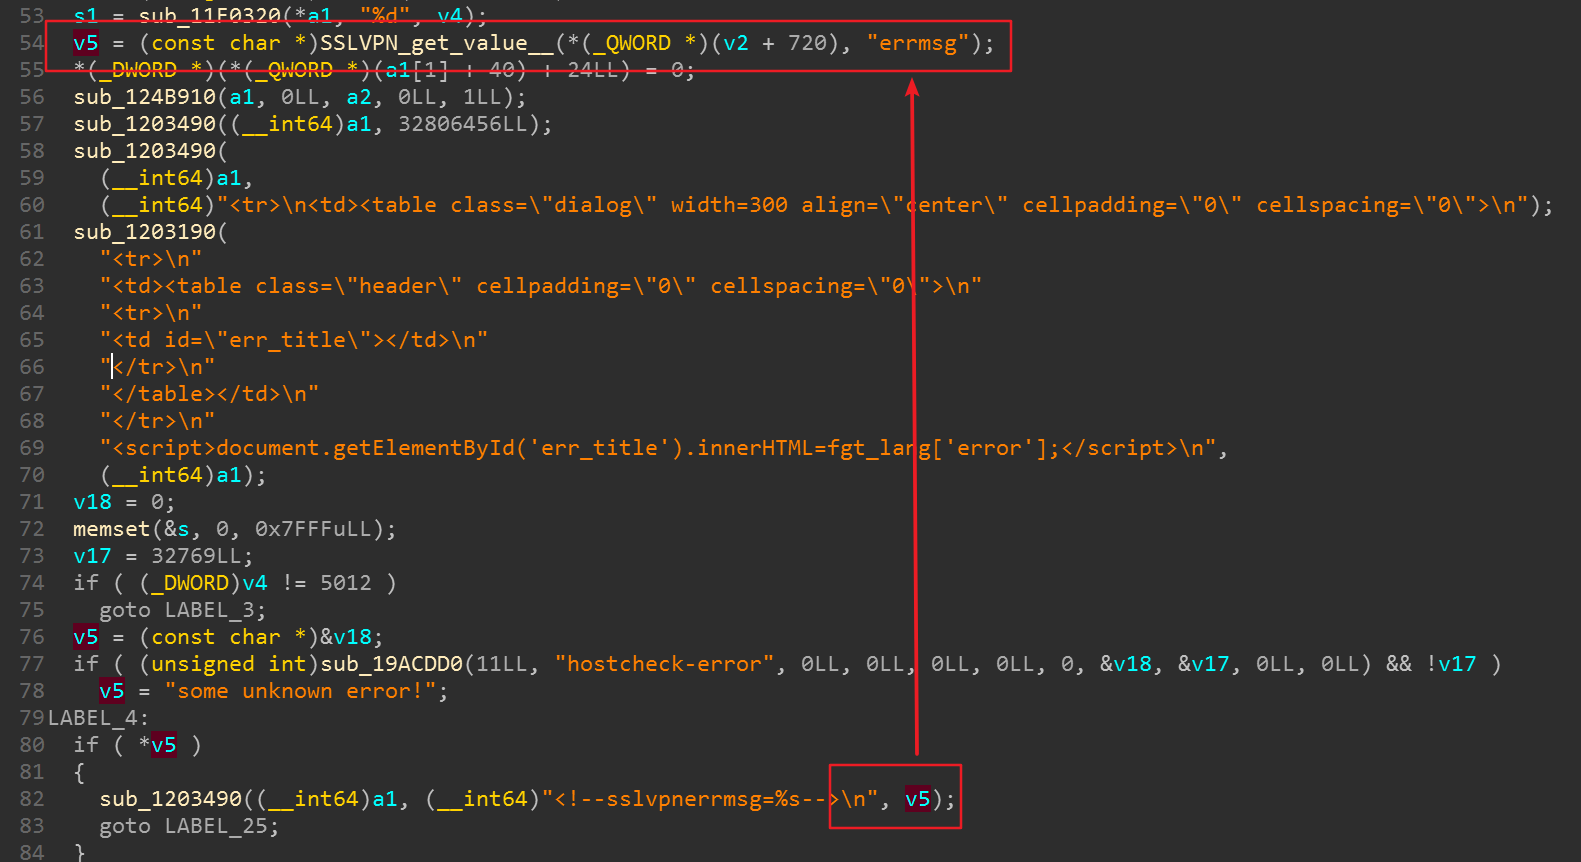 53 s1 = sub_11F0320(*a1, "%d", v4);
54 v5 = (const char *)SSLVPN_get_value__(*(_QWORD *)(v2 + 720), "errmsg");
55 *(_DWORD *)(*(_QWORD *)(a1[1] + 40) + 24LL) = 0;
56 sub_124B910(a1, 0LL, a2, 0LL, 1LL);
57 sub_1203490((__int64)a1, 32806456LL);
58 sub_1203490(
59 (__int64)a1,
60 (__int64)"<tr>\n<td><table class=\"dialog\" width=300 align=\"center\" cellpadding=\"0\" cellspacing=\"0\">\n");
61 sub_1203190(
62 "<tr>\n"
63 "<td><table class=\"header\" cellpadding=\"0\" cellspacing=\"0\">\n"
64 "<tr>\n"
65 "<td id=\"err_title\"></td>\n"
66 "</tr>\n"
67 "</table></td>\n"
68 "</tr>\n"
69 "<script>document.getElementById('err_title').innerHTML=fgt_lang['error'];</script>\n",
70 (__int64)a1);
71 v18 = 0;
72 memset(&s, 0, 0x7FFFuLL);
73 v17 = 32769LL;
74 if ( (_DWORD)v4 != 5012 )
75 goto LABEL_3;
76 v5 = (const char *)&v18;
77 if ( (unsigned int)sub_19ACDD0(11LL, "hostcheck-error", 0LL, 0LL, 0LL, 0LL, 0, &v18, &v17, 0LL, 0LL) && !v17 )
78 v5 = "some unknown error!";
79 LABEL_4:
80 if ( *v5 )
81 {
82 sub_1203490((__int64)a1, (__int64)"<!--sslvpnerrmsg=%s-->\n", v5);
83 goto LABEL_25;
84 }